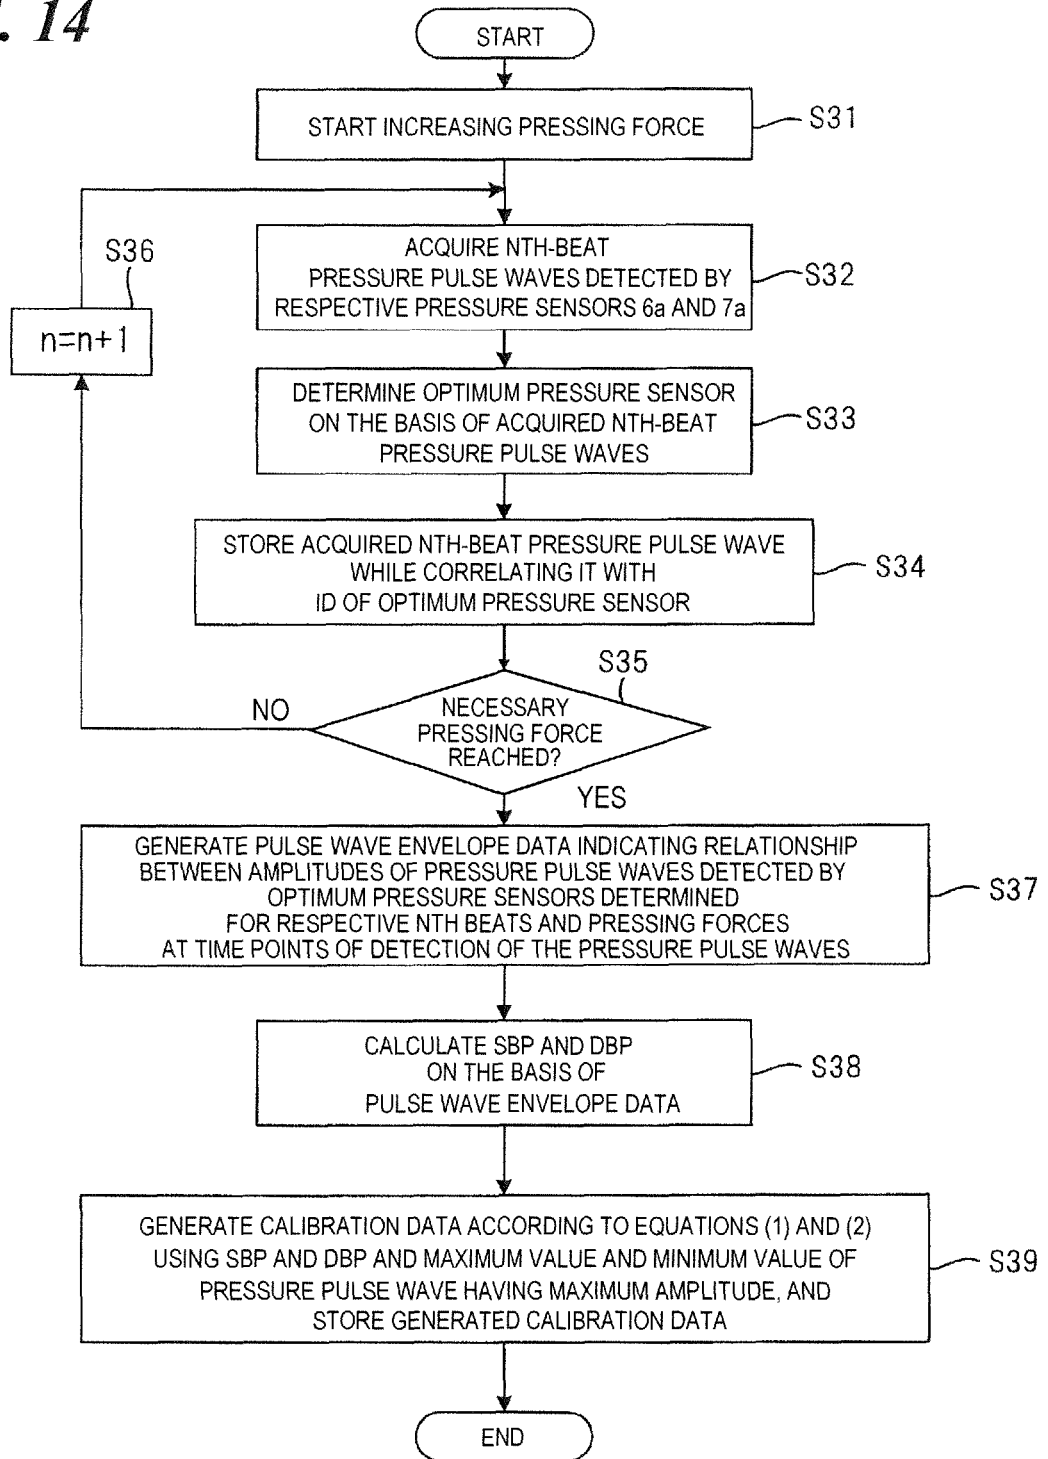 . 14
START
START INCREASING PRESSING FORCE
S31
S36
n=n+1
ACQUIRE NTH-BEAT
PRESSURE PULSE WAVES DETECTED BY
RESPECTIVE PRESSURE SENSORS 6a AND 7a
S32
DETERMINE OPTIMUM PRESSURE SENSOR
ON THE BASIS OF ACQUIRED NTH-BEAT
PRESSURE PULSE WAVES
S33
STORE ACQUIRED NTH-BEAT PRESSURE PULSE WAVE
WHILE CORRELATING IT WITH
ID OF OPTIMUM PRESSURE SENSOR
S34
S35
NO
NECESSARY
PRESSING FORCE
REACHED?
YES
GENERATE PULSE WAVE ENVELOPE DATA INDICATING RELATIONSHIP
BETWEEN AMPLITUDES OF PRESSURE PULSE WAVES DETECTED BY
OPTIMUM PRESSURE SENSORS DETERMINED
FOR RESPECTIVE NTH BEATS AND PRESSING FORCES
AT TIME POINTS OF DETECTION OF THE PRESSURE PULSE WAVES
S37
CALCULATE SBP AND DBP
ON THE BASIS OF
PULSE WAVE ENVELOPE DATA
S38
GENERATE CALIBRATION DATA ACCORDING TO EQUATIONS (1) AND (2)
USING SBP AND DBP AND MAXIMUM VALUE AND MINIMUM VALUE OF
PRESSURE PULSE WAVE HAVING MAXIMUM AMPLITUDE, AND
STORE GENERATED CALIBRATION DATA
S39
END